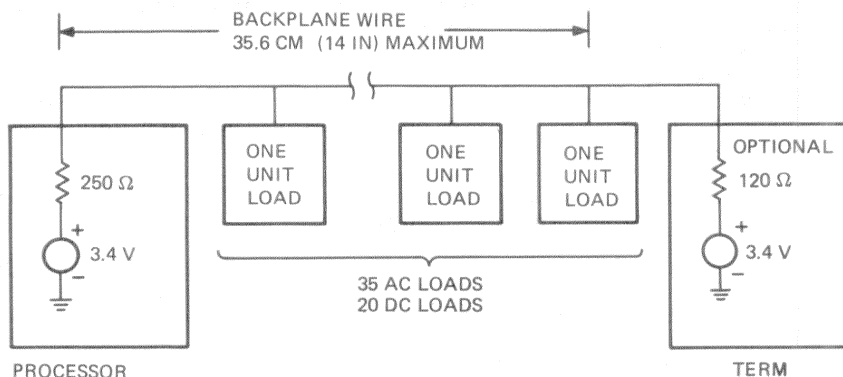 BACKPLANE WIRE
35.6 CM (14 IN) MAXIMUM
ONE
UNIT
LOAD
ONE
UNIT
LOAD
ONE
UNIT
LOAD
OPTIONAL
250 Ω
120 Ω
+
3.4 V
−
+
3.4 V
−
35 AC LOADS
20 DC LOADS
PROCESSOR
TERM